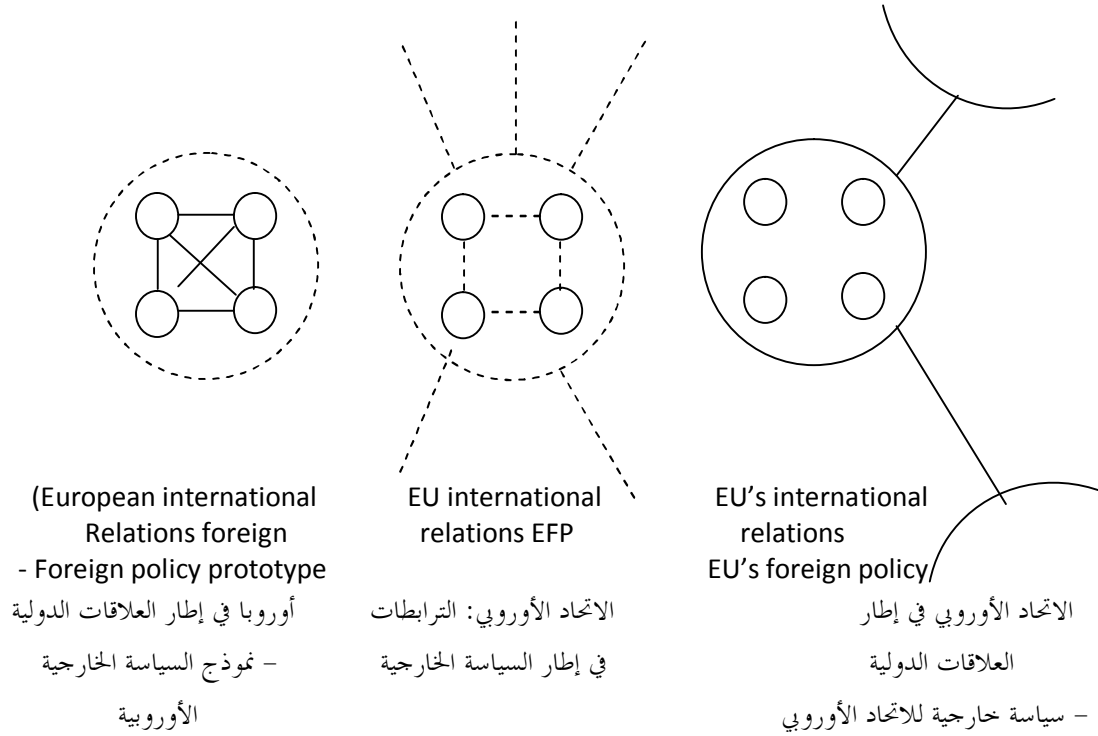 (European international
Relations foreign
- Foreign policy prototype
أوروبا في إطار العلاقات الدولية
– نموذج السياسة الخارجية
الأوروبية
EU international
relations EFP
الاتحاد الأوروبي: الترابطات
في إطار السياسة الخارجية
EU's international
relations
EU's foreign policy
الاتحاد الأوروبي في إطار
العلاقات الدولية
– سياسة خارجية للاتحاد الأوروبي